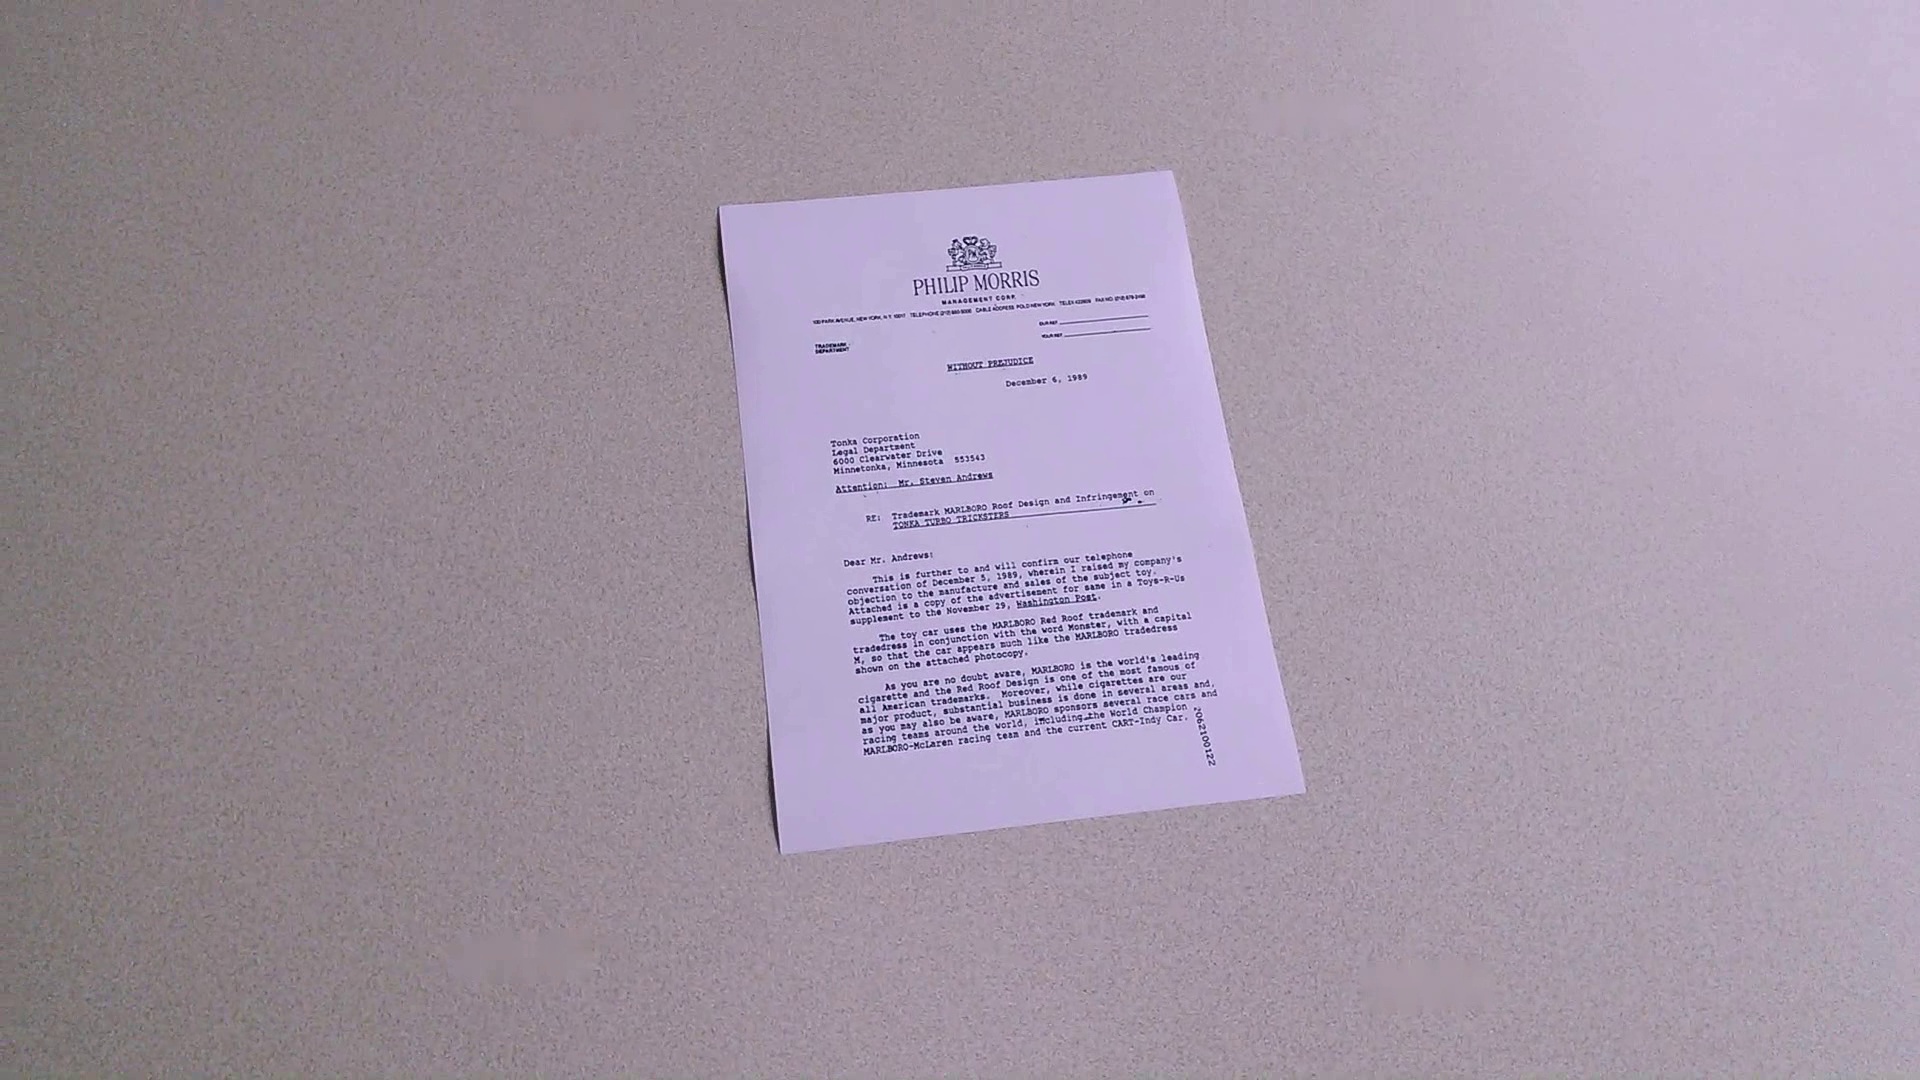 PHILIP MORRIS
MANAGEMENT CORP.
100 PARK AVENUE, NEW YORK, N.Y. 10017 TELEPHONE (212) 880-5000 CABLE ADDRESS POLD NEW YORK TELEX FAX NO. (212)
OUR REF.
YOUR REF.
TRADEMARK
DEPARTMENT
WITHOUT PREJUDICE
December 6, 1989
Tonka Corporation
Legal Department
6000 Clearwater Drive
Minnetonka, Minnesota 553543
Attention: Mr. Steven Andrews
RE: Trademark MARLBORO Roof Design and Infringement on
TONKA TURBO TRICKSTERS
Dear Mr. Andrews:
This is further to and will confirm our telephone
conversation of December 5, 1989, wherein I raised my company's
objection to the manufacture and sales of the subject toy.
Attached is a copy of the advertisement for same in a Toys-R-Us
supplement to the November 29, Washington Post.
The toy car uses the MARLBORO Red Roof trademark and
tradedress in conjunction with the word Monster, with a capital
M, so that the car appears much like the MARLBORO tradedress
shown on the attached photocopy.
As you are no doubt aware, MARLBORO is the world's leading
cigarette and the Red Roof Design is one of the most famous of
all American trademarks. Moreover, while cigarettes are our
major product, substantial business is done in several areas and,
as you may also be aware, MARLBORO sponsors several race cars and
racing teams around the world, including the World Champion
MARLBORO-McLaren racing team and the current CART-Indy Car.
2062100122